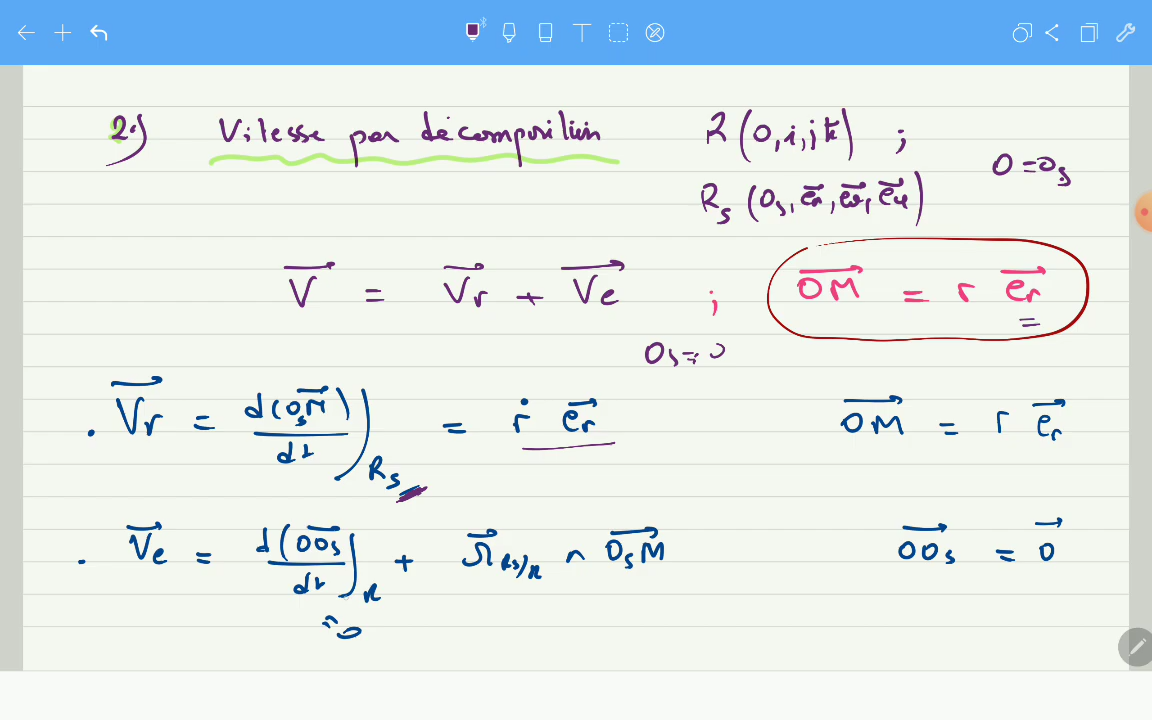 2°) Vitesse par décomposition R (O, i, j, k) ;
O = Os
Rs (Os, er, eθ, eφ)
V = Vr + Ve ; OM = r er
Os = O
. Vr = d(OsM)/dt )Rs = ṙ er OM = r er
. Ve = d(OOs)/dt )R + Ω Rs/R ∧ OsM OOs = 0
= 0